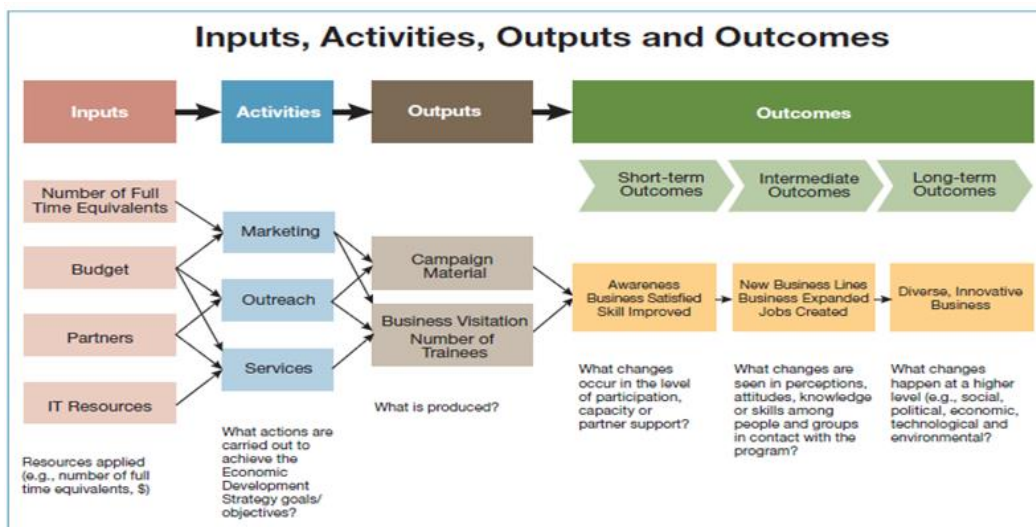 Inputs, Activities, Outputs and Outcomes
Inputs
Activities
Outputs
Outcomes
Short-term
Outcomes
Intermediate
Outcomes
Long-term
Outcomes
Number of Full
Time Equivalents
Budget
Partners
IT Resources
Resources applied
(e.g., number of full
time equivalents, $)
Marketing
Outreach
Services
What actions are
carried out to
achieve the
Economic
Development
Strategy goals/
objectives?
Campaign
Material
Business Visitation
Number of
Trainees
What is produced?
Awareness
Business Satisfied
Skill Improved
What changes
occur in the level
of participation,
capacity or
partner support?
New Business Lines
Business Expanded
Jobs Created
What changes are
seen in perceptions,
attitudes, knowledge
or skills among
people and groups
in contact with the
program?
Diverse, Innovative
Business
What changes
happen at a higher
level (e.g., social,
political, economic,
technological and
environmental?